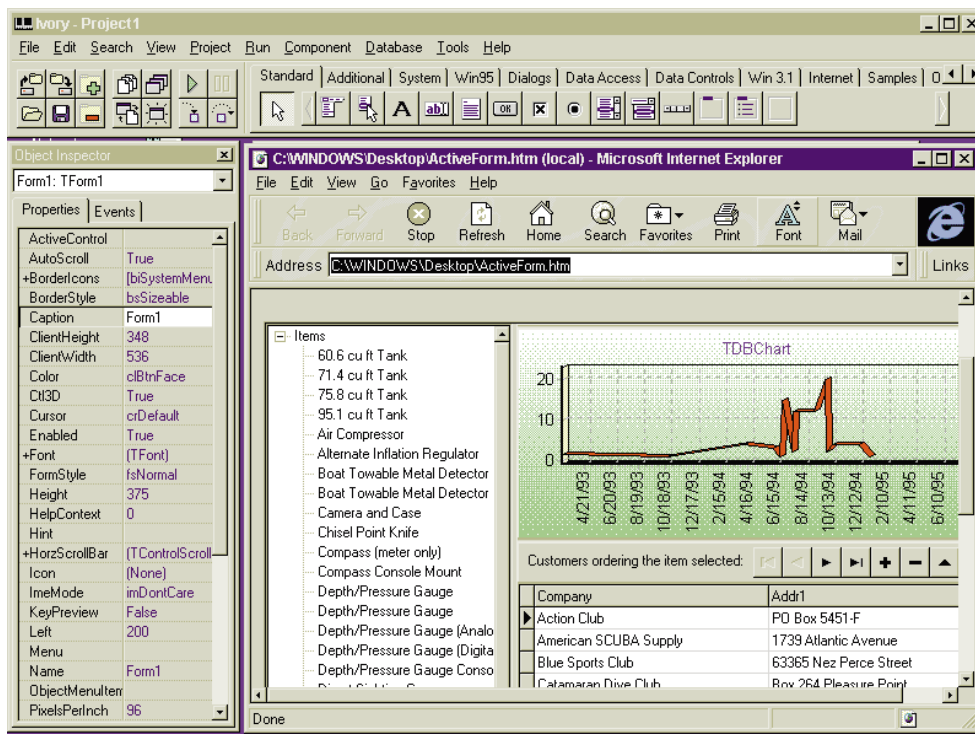 Ivory - Project1
File Edit Search View Project Run Component Database Tools Help
Standard Additional System Win95 Dialogs Data Access Data Controls Win 3.1 Internet Samples
A abI OK
Object Inspector
Form1: TForm1
Properties Events
ActiveControl
AutoScroll True
+BorderIcons [biSystemMenu
BorderStyle bsSizeable
Caption Form1
ClientHeight 348
ClientWidth 536
Color clBtnFace
Ctl3D True
Cursor crDefault
Enabled True
+Font (TFont)
FormStyle fsNormal
Height 375
HelpContext 0
Hint
+HorzScrollBar (TControlScroll
Icon (None)
ImeMode imDontCare
KeyPreview False
Left 200
Menu
Name Form1
ObjectMenuItem
PixelsPerInch 96
C:\WINDOWS\Desktop\ActiveForm.htm (local) - Microsoft Internet Explorer
File Edit View Go Favorites Help
Back Forward Stop Refresh Home Search Favorites Print Font Mail
Address C:\WINDOWS\Desktop\ActiveForm.htm Links
Items
60.6 cu ft Tank
71.4 cu ft Tank
75.8 cu ft Tank
95.1 cu ft Tank
Air Compressor
Alternate Inflation Regulator
Boat Towable Metal Detector
Boat Towable Metal Detector
Camera and Case
Chisel Point Knife
Compass (meter only)
Compass Console Mount
Depth/Pressure Gauge
Depth/Pressure Gauge
Depth/Pressure Gauge (Analo
Depth/Pressure Gauge (Digita
Depth/Pressure Gauge Conso
TDBChart
20
10
0
4/21/93 6/20/93 8/19/93 10/18/93 12/17/93 2/15/94 4/16/94 6/15/94 8/14/94 10/13/94 12/12/94 2/10/95 4/11/95 6/10/95
Customers ordering the item selected:
Company Addr1
Action Club PO Box 5451-F
American SCUBA Supply 1739 Atlantic Avenue
Blue Sports Club 63365 Nez Perce Street
Catamaran Dive Club Box 264 Pleasure Point
Done